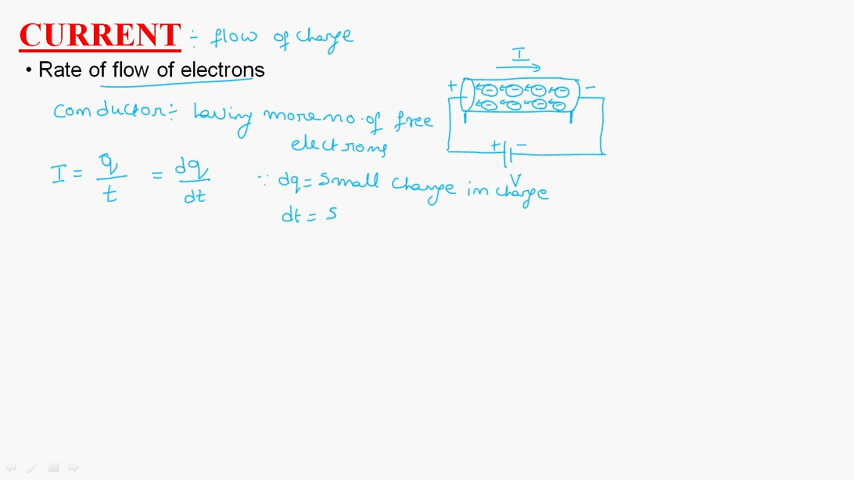 CURRENT ÷ flow of charge
• Rate of flow of electrons
Conductor ÷ having more no. of free
electrons
I
+ −
+ −
V
I = q/t = dq/dt ∵ dq = small change in charge
dt = s